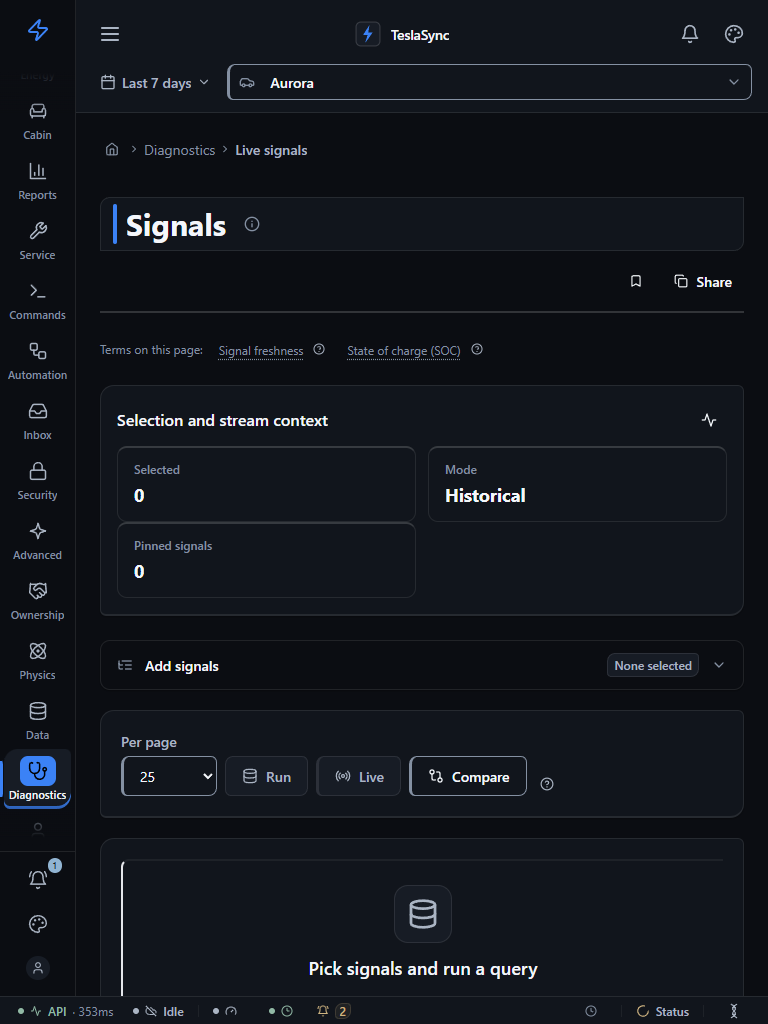 TeslaSync
Last 7 days
Aurora
Energy
Cabin
Reports
Service
Commands
Automation
Inbox
Security
Advanced
Ownership
Physics
Data
Diagnostics
1
Diagnostics
Live signals
Signals
Share
Terms on this page:
Signal freshness
State of charge (SOC)
Selection and stream context
Selected
0
Mode
Historical
Pinned signals
0
Add signals
None selected
Per page
25
Run
Live
Compare
Pick signals and run a query
API · 353ms
Idle
2
Status